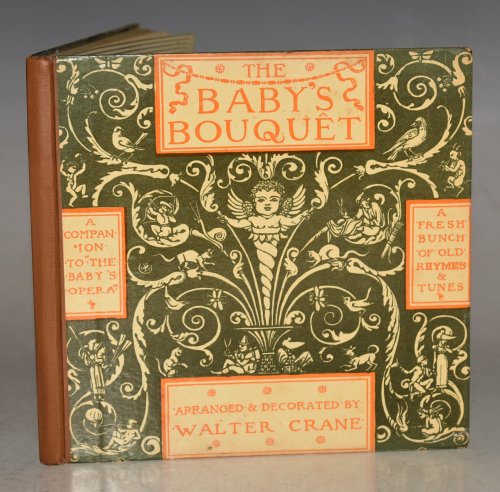 THE
BABY'S
BOUQUÊT
A
COMPAN-
ION
TO "THE
BABY'S
OPERA"
A
FRESH
BUNCH
OF OLD
RHYMES
& TUNES
ARRANGED & DECORATED BY
WALTER CRANE